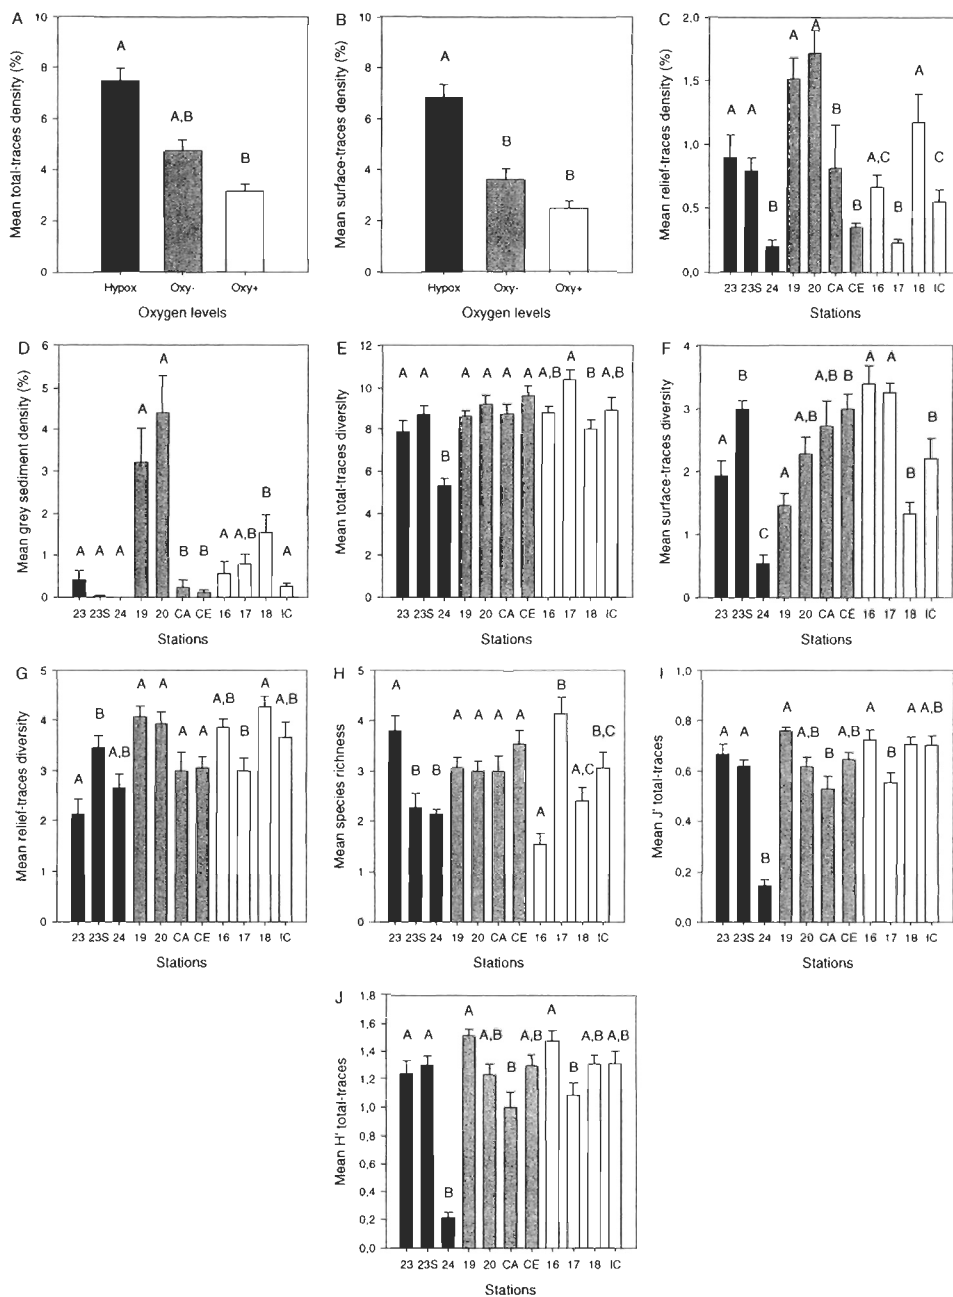 A
Mean total-traces density (%)
10
8
6
4
2
0
A
A,B
B
Hypox Oxy- Oxy+
Oxygen levels
B
Mean surface-traces density (%)
10
8
6
4
2
0
A
B
B
Hypox Oxy- Oxy+
Oxygen levels
C
Mean relief-traces density (%)
2,0
1,5
1,0
0,5
0,0
A A B A A B B A,C B A C
23 23S 24 19 20 CA CE 16 17 18 IC
Stations
D
Mean grey sediment density (%)
6
5
4
3
2
1
0
A A A A A B B A A,B B A
23 23S 24 19 20 CA CE 16 17 18 IC
Stations
E
Mean total-traces diversity
12
10
8
6
4
2
0
A A B A A A A A,B A B A,B
23 23S 24 19 20 CA CE 16 17 18 IC
Stations
F
Mean surface-traces diversity
4
3
2
1
0
A B C A A,B A,B B A A B B
23 23S 24 19 20 CA CE 16 17 18 IC
Stations
G
Mean relief-traces diversity
5
4
3
2
1
0
A B A,B A A A A A,B B A A,B
23 23S 24 19 20 CA CE 16 17 18 IC
Stations
H
Mean species richness
5
4
3
2
1
0
A B B A A A A A B A,C B,C
23 23S 24 19 20 CA CE 16 17 18 IC
Stations
I
Mean J' total-traces
1,0
0,8
0,6
0,4
0,2
0,0
A A B A A,B B A,B A B A A,B
23 23S 24 19 20 CA CE 16 17 18 IC
Stations
J
Mean H' total-traces
1,8
1,6
1,4
1,2
1,0
0,8
0,6
0,4
0,2
0,0
A A B A A,B B A,B A B A,B A,B
23 23S 24 19 20 CA CE 16 17 18 IC
Stations